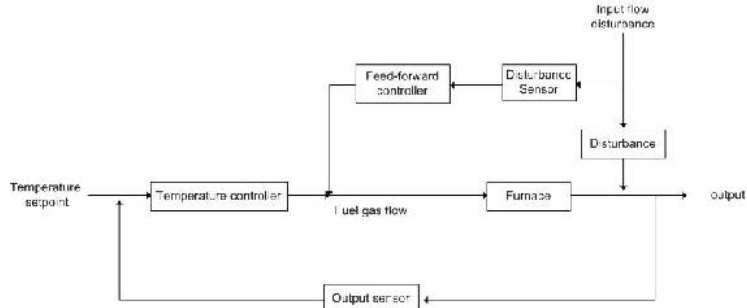 Input flow
disturbance
Feed-forward
controller
Disturbance
Sensor
Disturbance
Temperature
setpoint
Temperature controller
Fuel gas flow
Furnace
output
Output sensor